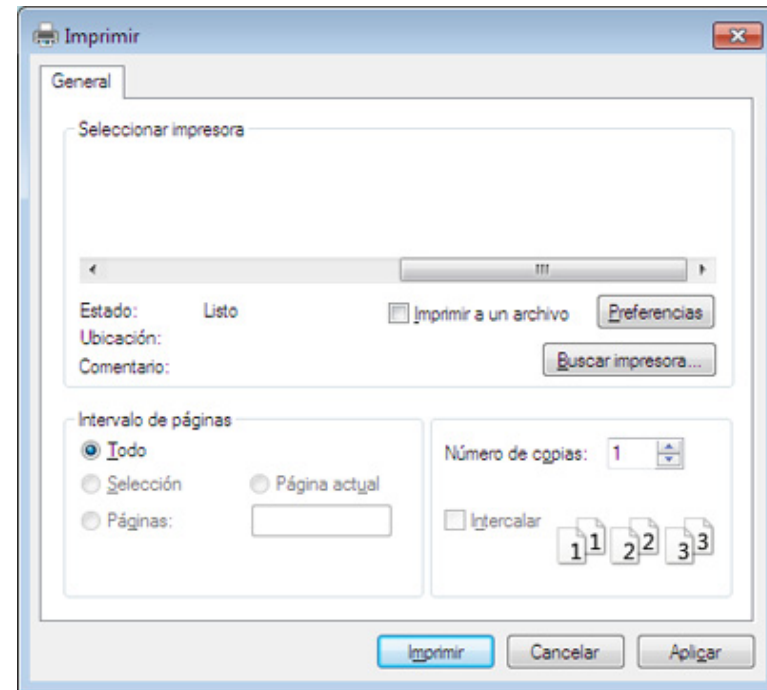 Imprimir
General
Seleccionar impresora
Estado: Listo
Imprimir a un archivo
Preferencias
Ubicación:
Comentario:
Buscar impresora...
Intervalo de páginas
Todo
Selección
Página actual
Páginas:
Número de copias: 1
Intercalar
1 1 2 2 3 3
Imprimir
Cancelar
Aplicar